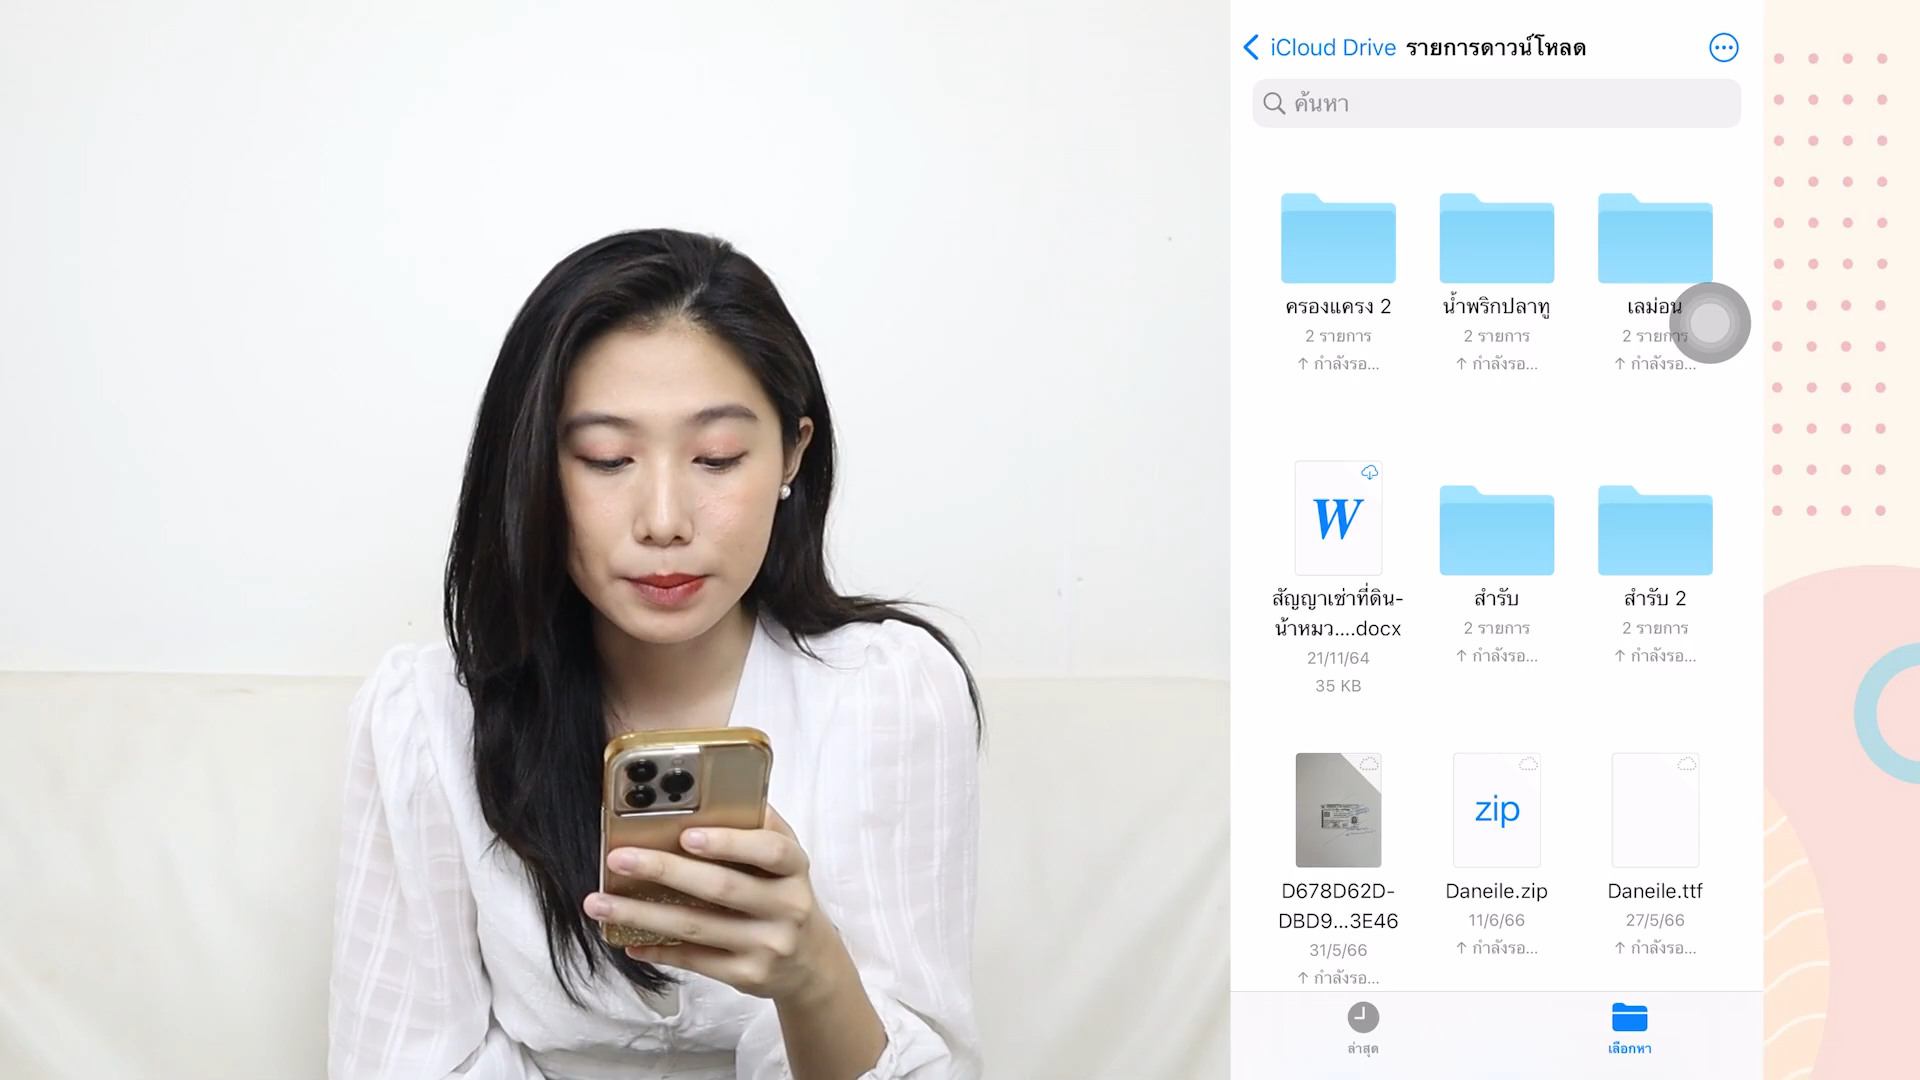 iCloud Drive รายการดาวน์โหลด
ค้นหา
ครองแครง 2
2 รายการ
↑ กำลังรอ...
น้ำพริกปลาทู
2 รายการ
↑ กำลังรอ...
เลม่อน
2 รายการ
↑ กำลังรอ...
W
สัญญาเช่าที่ดิน-
น้าหมว....docx
21/11/64
35 KB
สำรับ
2 รายการ
↑ กำลังรอ...
สำรับ 2
2 รายการ
↑ กำลังรอ...
D678D62D-
DBD9...3E46
31/5/66
↑ กำลังรอ...
zip
Daneile.zip
11/6/66
↑ กำลังรอ...
Daneile.ttf
27/5/66
↑ กำลังรอ...
ล่าสุด
เลือกหา